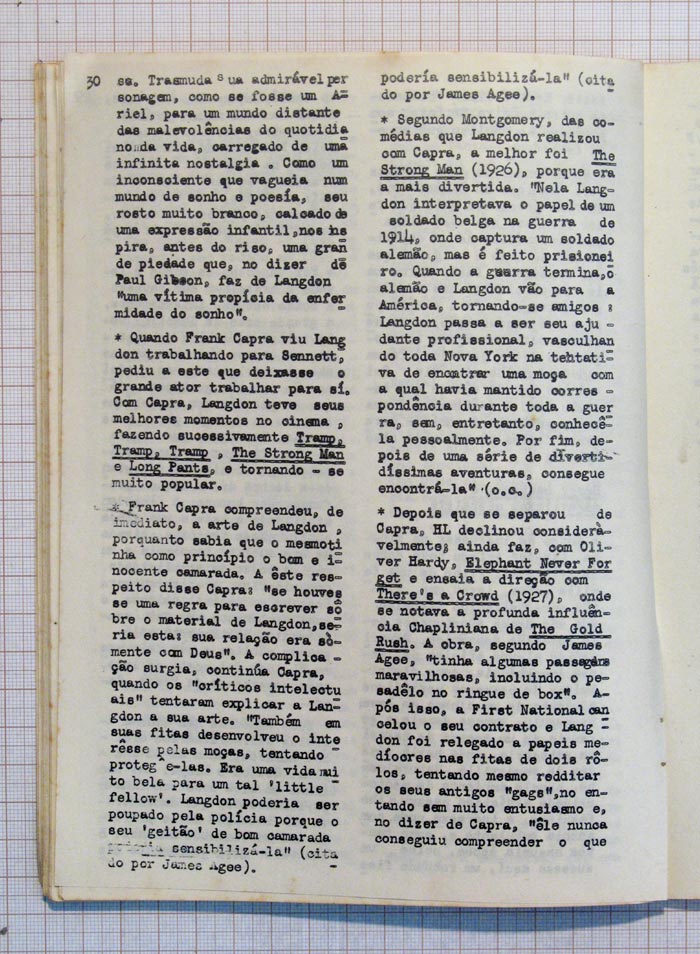 30
sa. Trasmuda sua admirável per
sonagem, como se fosse um A-
riel, para um mundo distante
das malevolências do quotidia
no da vida, carregado de uma
infinita nostalgia . Como um
inconsciente que vagueia num
mundo de sonho e poesía, seu
rosto muito branco, calcado de
uma expressão infantil,nos ins
pira, antes do riso, uma gran
de piedade que, no dizer de
Paul Gibson, faz de Langdon
"uma vítima propícia da enfer
midade do sonho".
* Quando Frank Capra viu Lang
don trabalhando para Sennett,
pediu a este que deixasse o
grande ator trabalhar para sí.
Com Capra, Langdon teve seus
melhores momentos no cinema ,
fazendo sucessivamente Tramp,
Tramp, Tramp , The Strong Man
e Long Pants, e tornando - se
muito popular.
* Frank Capra compreendeu, de
imediato, a arte de Langdon ,
porquanto sabia que o mesmo ti
nha como princípio o bom e i-
nocente camarada. A êste res-
peito disse Capra: "se houves
se uma regra para escrever sô
bre o material de Langdon,se-
ria esta: sua relação era sò-
mente com Deus". A complica -
ção surgia, continúa Capra,
quando os "críticos intelectu
ais" tentaram explicar a Lan-
gdon a sua arte. "Também em
suas fitas desenvolveu o inte
rêsse pelas moças, tentando
protegê-las. Era uma vida mui
to bela para um tal 'little
fellow'. Langdon poderia ser
poupado pela polícia porque o
seu 'geitão' de bom camarada
sensibilizá-la" (cita
do por James Agee).
podería sensibilizá-la" (cita
do por James Agee).
* Segundo Montgomery, das co-
médias que Langdon realizou
com Capra, a melhor foi The
Strong Man (1926), porque era
a mais divertida. "Nela Lang-
don interpretava o papel de um
soldado belga na guerra de
1914, onde captura um soldado
alemão, mas é feito prisionei
ro. Quando a guerra termina,o
alemão e Langdon vão para a
América, tornando-se amigos :
Langdon passa a ser seu aju -
dante profissional, vasculhan
do toda Nova York na tentati-
va de encontrar uma moça com
a qual havia mantido corres -
pondência durante toda a guer
ra, sem, entretanto, conhecê-
la pessoalmente. Por fim, de-
pois de uma série de diverti-
díssimas aventuras, consegue
encontrá-la" (...)
* Depois que se separou de
Capra, HL declinou considerà-
velmente; ainda faz, com Oli-
ver Hardy, Elephant Never For
get e ensaia a direção com
There's a Crowd (1927), onde
se notava a profunda influên-
cia Chapliniana de The Gold
Rush. A obra, segundo James
Agee, "tinha algumas passagens
maravilhosas, incluindo o pe-
sadêlo no ringue de box". A-
pós isso, a First National can
celou o seu contrato e Lang -
don foi relegado a papeis me-
díocres nas fitas de dois rô-
los, tentando mesmo redditar
os seus antigos "gags",no en-
tando sem muito entusiasmo e,
no dizer de Capra, "êle nunca
conseguiu compreender o que